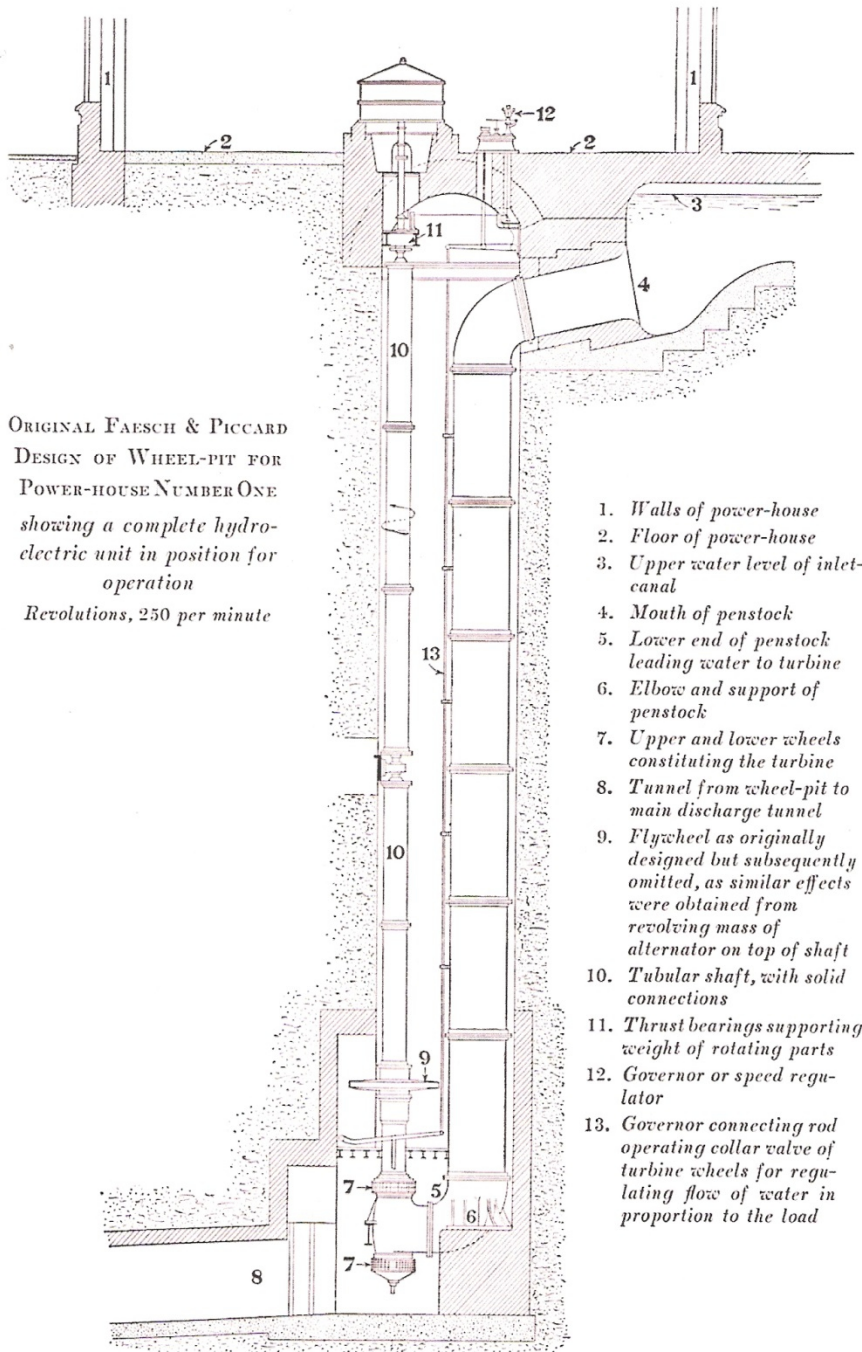 1
1
2
12
2
3
11
4
10
ORIGINAL FAESCH & PICCARD
DESIGN OF WHEEL-PIT FOR
POWER-HOUSE NUMBER ONE
showing a complete hydro-
electric unit in position for
operation
Revolutions, 250 per minute
13
10
9
7
5'
6
8
7
1. Walls of power-house
2. Floor of power-house
3. Upper water level of inlet-
canal
4. Mouth of penstock
5. Lower end of penstock
leading water to turbine
6. Elbow and support of
penstock
7. Upper and lower wheels
constituting the turbine
8. Tunnel from wheel-pit to
main discharge tunnel
9. Flywheel as originally
designed but subsequently
omitted, as similar effects
were obtained from
revolving mass of
alternator on top of shaft
10. Tubular shaft, with solid
connections
11. Thrust bearings supporting
weight of rotating parts
12. Governor or speed regu-
lator
13. Governor connecting rod
operating collar valve of
turbine wheels for regu-
lating flow of water in
proportion to the load